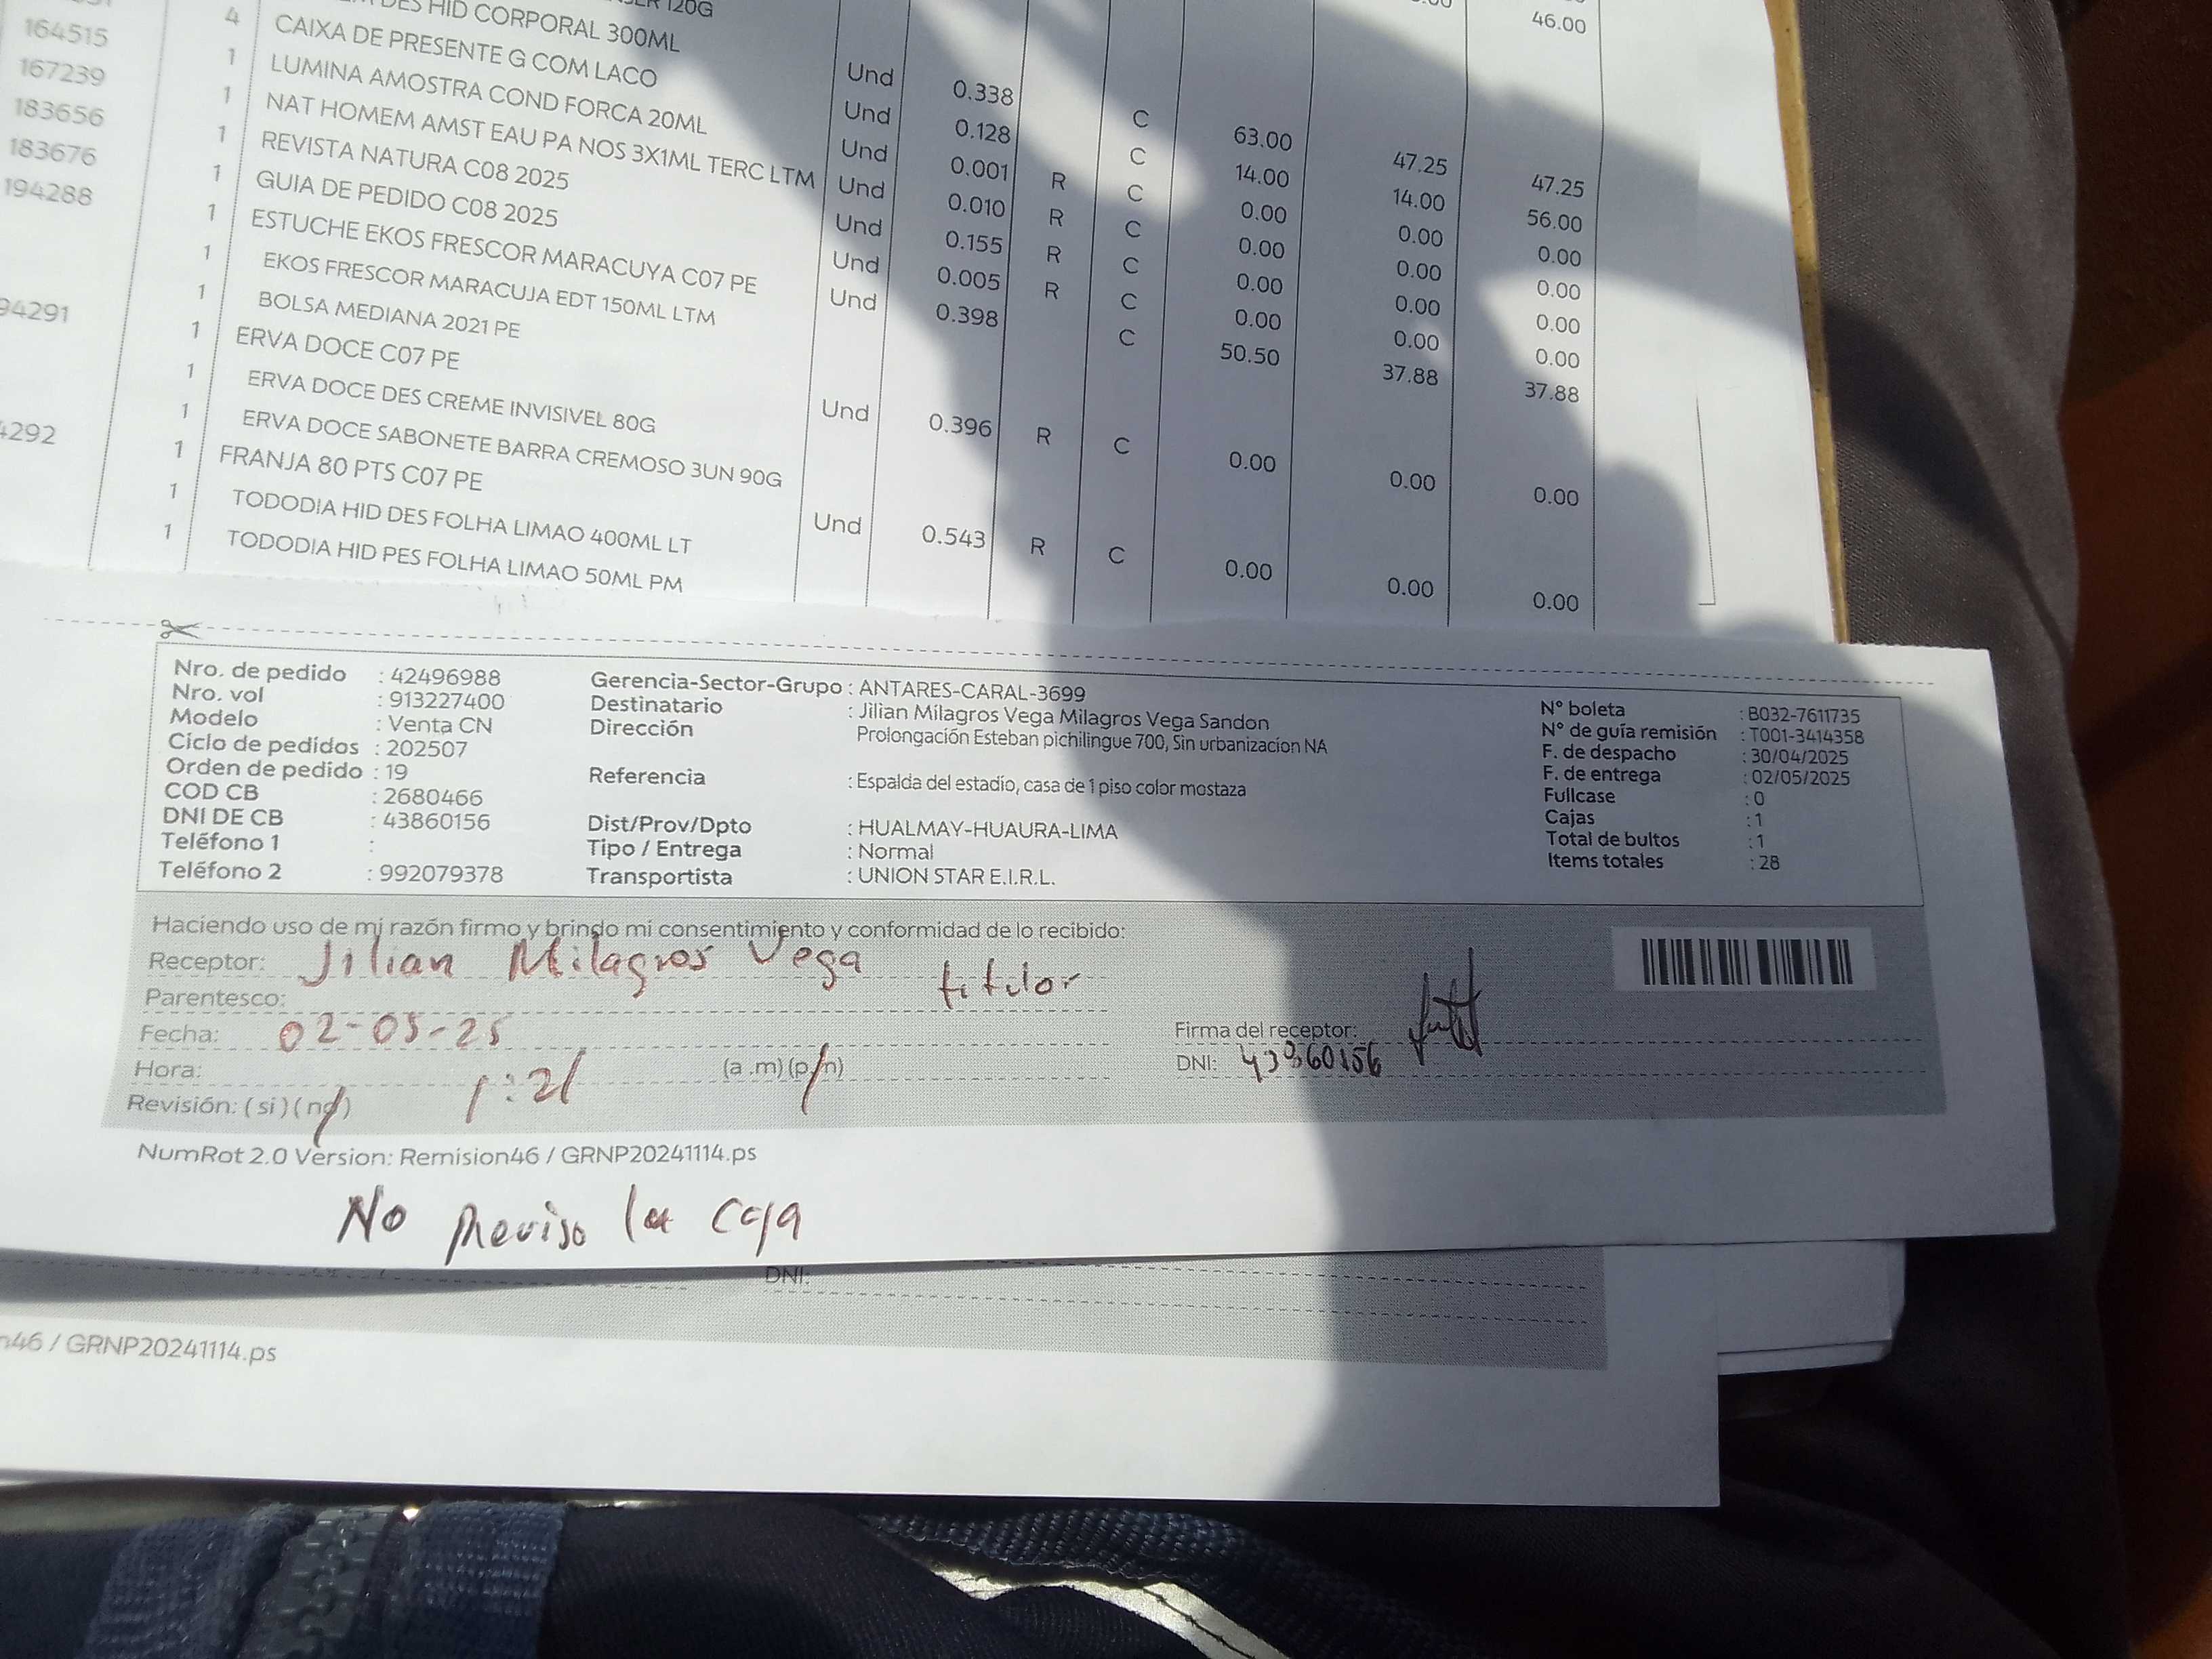 120G
46.00
4 DES HID CORPORAL 300ML Und 0.338 C 63.00 47.25 47.25
164515 1 CAIXA DE PRESENTE G COM LACO Und 0.128 C 14.00 14.00 56.00
167239 1 LUMINA AMOSTRA COND FORCA 20ML Und 0.001 R C 0.00 0.00 0.00
183656 1 NAT HOMEM AMST EAU PA NOS 3X1ML TERC LTM Und 0.010 R C 0.00 0.00 0.00
183676 1 REVISTA NATURA C08 2025 Und 0.155 R C 0.00 0.00 0.00
194288 1 GUIA DE PEDIDO C08 2025 Und 0.005 R C 0.00 0.00 0.00
1 ESTUCHE EKOS FRESCOR MARACUYA C07 PE Und 0.398 C 50.50 37.88 37.88
1 EKOS FRESCOR MARACUJA EDT 150ML LTM
1 BOLSA MEDIANA 2021 PE
94291 1 ERVA DOCE C07 PE Und 0.396 R C 0.00 0.00 0.00
1 ERVA DOCE DES CREME INVISIVEL 80G
1 ERVA DOCE SABONETE BARRA CREMOSO 3UN 90G
4292 1 FRANJA 80 PTS C07 PE Und 0.543 R C 0.00 0.00 0.00
1 TODODIA HID DES FOLHA LIMAO 400ML LT
1 TODODIA HID PES FOLHA LIMAO 50ML PM
Nro. de pedido : 42496988
Nro. vol : 913227400
Modelo : Venta CN
Ciclo de pedidos : 202507
Orden de pedido : 19
COD CB : 2680466
DNI DE CB : 43860156
Teléfono 1 :
Teléfono 2 : 992079378
Gerencia-Sector-Grupo : ANTARES-CARAL-3699
Destinatario : Jilian Milagros Vega Milagros Vega Sandon
Dirección Prolongación Esteban pichilingue 700, Sin urbanizacion NA
Referencia : Espalda del estadio, casa de 1 piso color mostaza
Dist/Prov/Dpto : HUALMAY-HUAURA-LIMA
Tipo / Entrega : Normal
Transportista : UNION STAR E.I.R.L.
N° boleta : B032-7611735
N° de guía remisión : T001-3414358
F. de despacho : 30/04/2025
F. de entrega : 02/05/2025
Fullcase : 0
Cajas : 1
Total de bultos : 1
Items totales : 28
Haciendo uso de mi razón firmo y brindo mi consentimiento y conformidad de lo recibido:
Receptor: Jilian Milagros Vega
Parentesco: titular
Fecha: 02-05-25
Hora: 1:21 (a .m) (p.m)
Revisión: (si) (no)
Firma del receptor:
DNI: 43860156
NumRot 2.0 Version: Remision46 / GRNP20241114.ps
No previso la caja
DNI:
n46 / GRNP20241114.ps